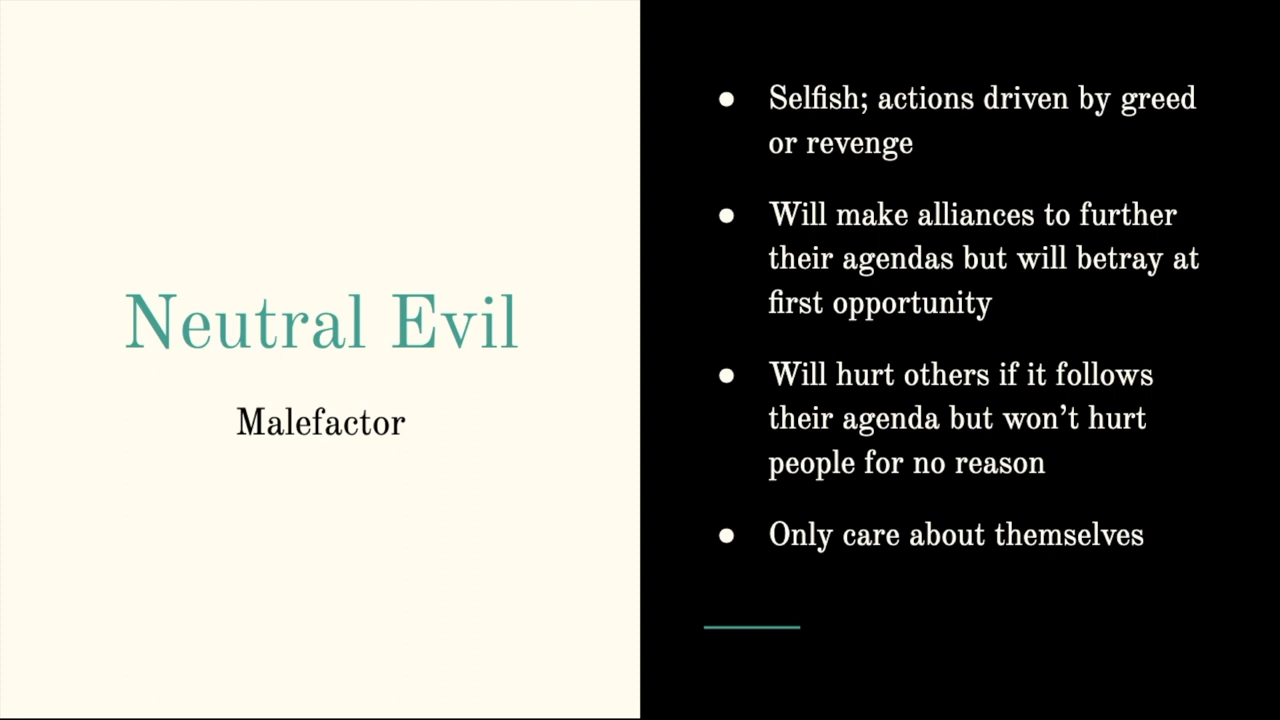 Neutral Evil
Malefactor
● Selfish; actions driven by greed
or revenge
● Will make alliances to further
their agendas but will betray at
first opportunity
● Will hurt others if it follows
their agenda but won’t hurt
people for no reason
● Only care about themselves